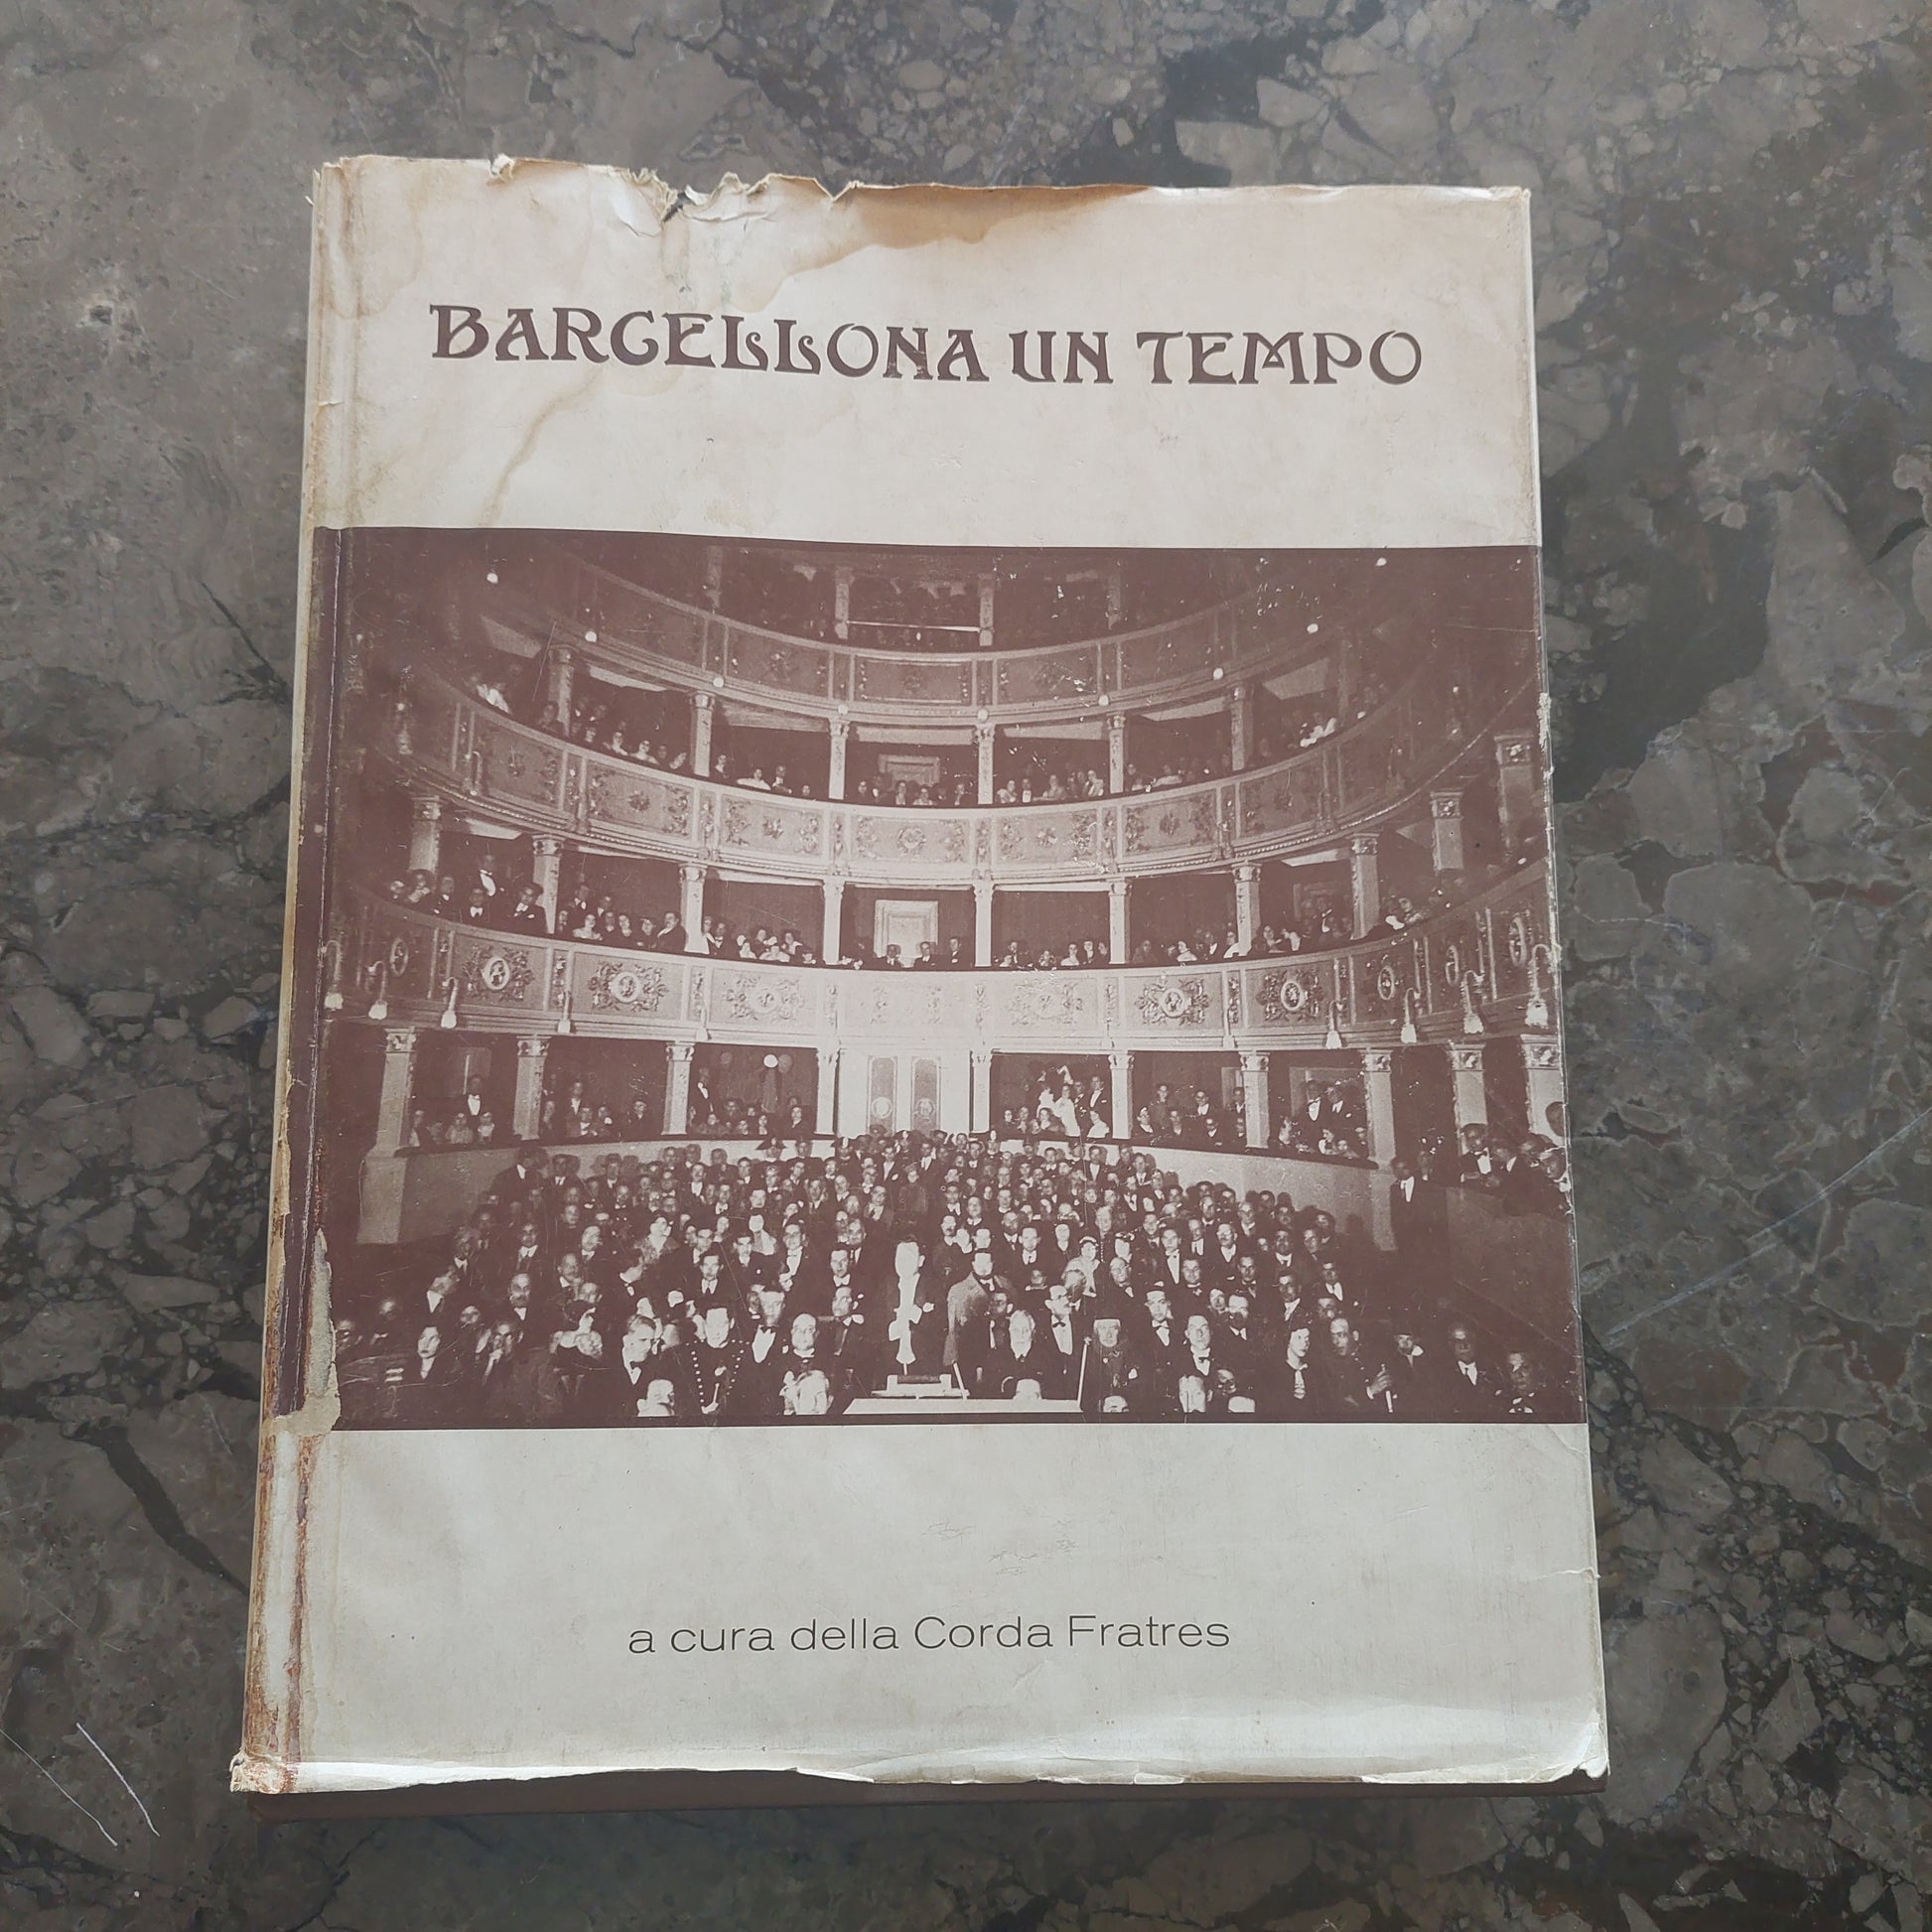 BARCELLONA UN TEMPO
a cura della Corda Fratres